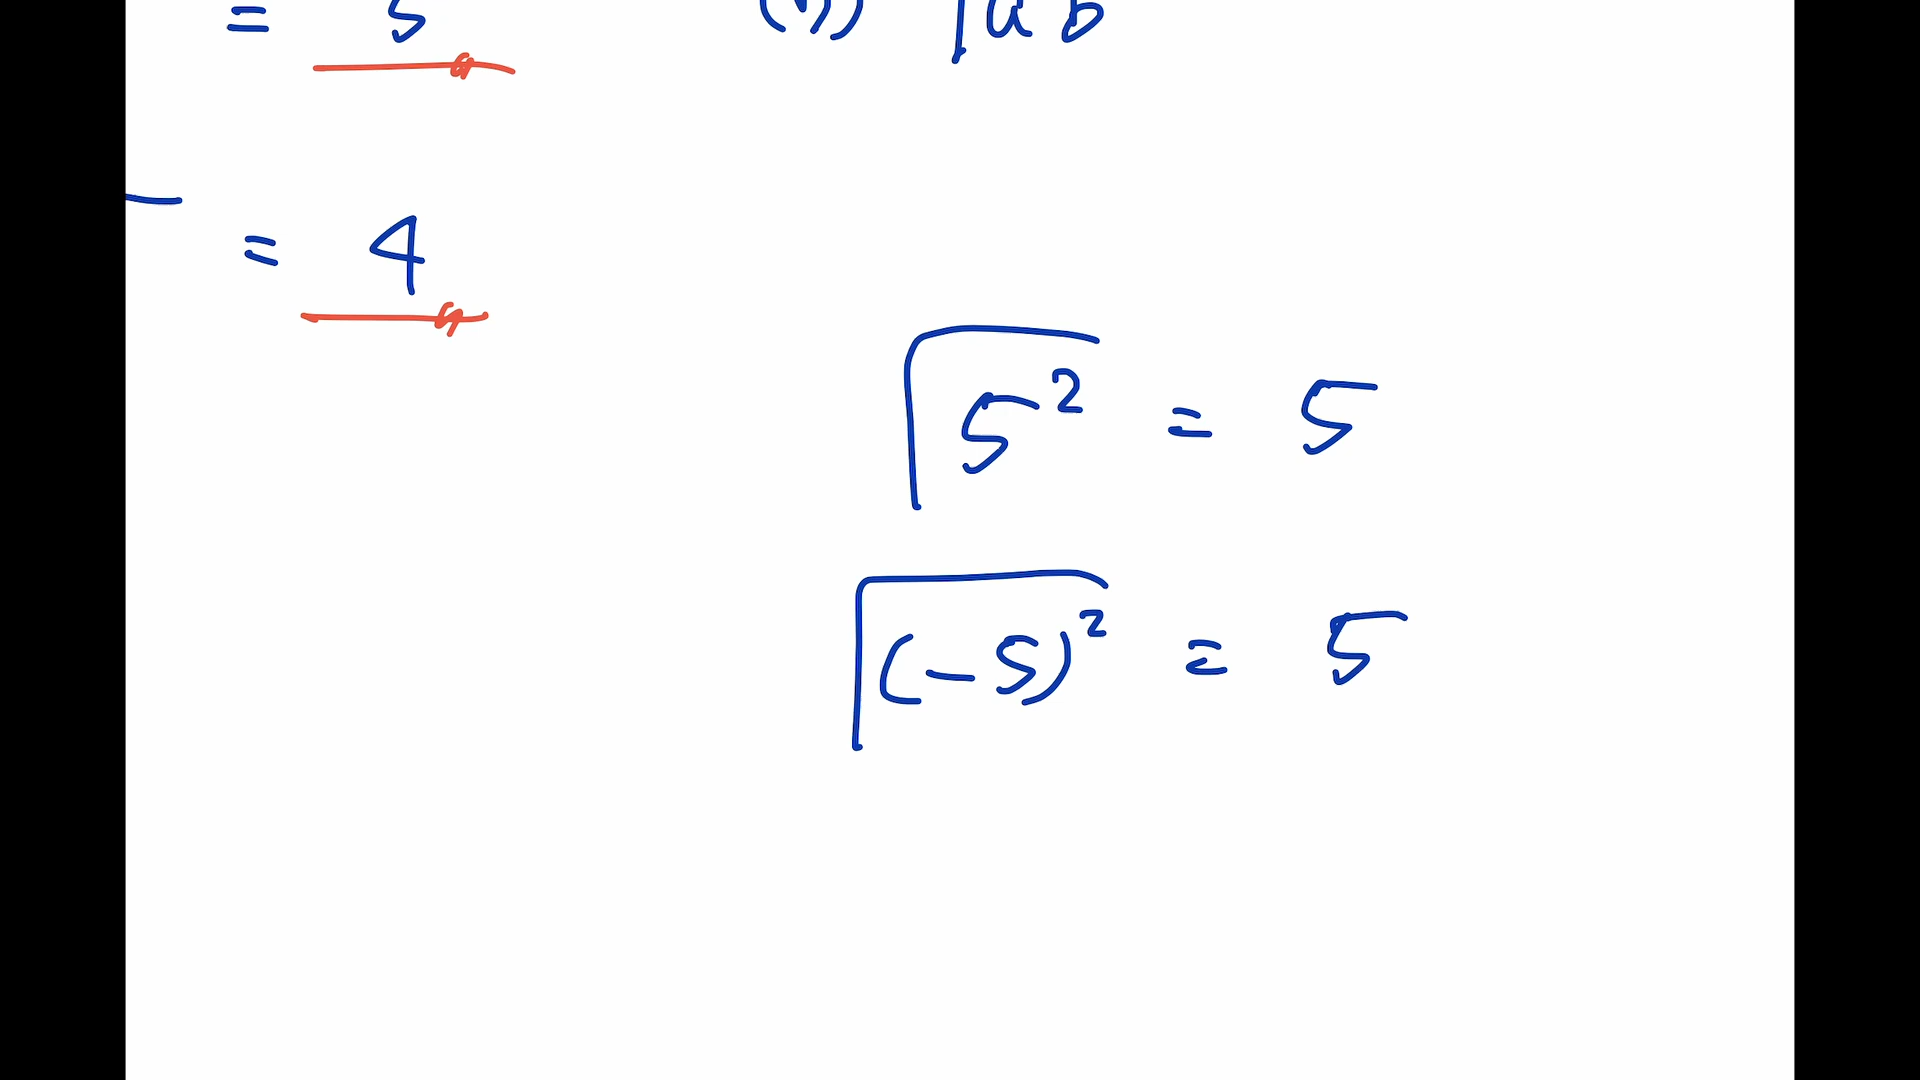 = 5
= 4
√5² = 5
√(-5)² = 5